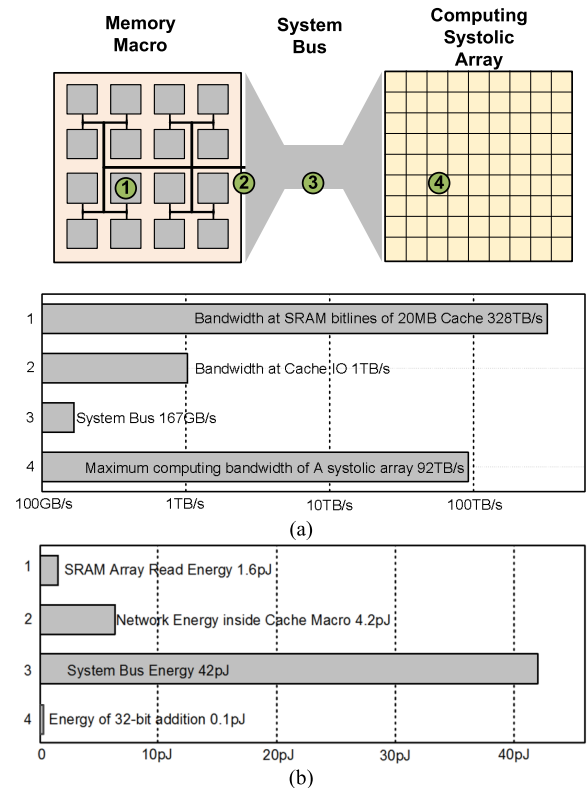 Memory
Macro
System
Bus
Computing
Systolic
Array
1
2
3
4
1
Bandwidth at SRAM bitlines of 20MB Cache 328TB/s
2
Bandwidth at Cache IO 1TB/s
3
System Bus 167GB/s
4
Maximum computing bandwidth of A systolic array 92TB/s
100GB/s
1TB/s
10TB/s
100TB/s
(a)
1
SRAM Array Read Energy 1.6pJ
2
Network Energy inside Cache Macro 4.2pJ
3
System Bus Energy 42pJ
4
Energy of 32-bit addition 0.1pJ
0
10pJ
20pJ
30pJ
40pJ
(b)